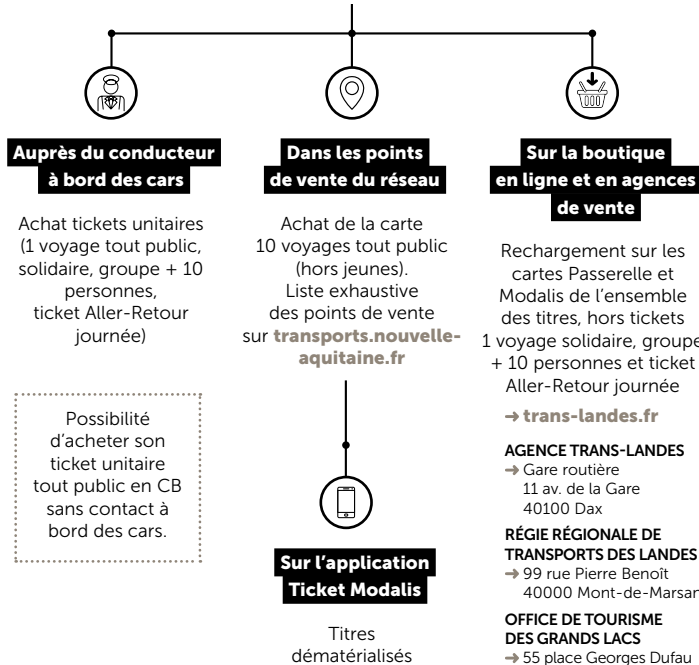 Auprès du conducteur
à bord des cars
Achat tickets unitaires
(1 voyage tout public,
solidaire, groupe + 10
personnes,
ticket Aller-Retour
journée)
Possibilité
d'acheter son
ticket unitaire
tout public en CB
sans contact à
bord des cars.
Dans les points
de vente du réseau
Achat de la carte
10 voyages tout public
(hors jeunes).
Liste exhaustive
des points de vente
sur transports.nouvelle-
aquitaine.fr
Sur l'application
Ticket Modalis
Titres
dématérialisés
Sur la boutique
en ligne et en agences
de vente
Rechargement sur les
cartes Passerelle et
Modalis de l'ensemble
des titres, hors tickets
1 voyage solidaire, groupe
+ 10 personnes et ticket
Aller-Retour journée
→ trans-landes.fr
AGENCE TRANS-LANDES
→ Gare routière
11 av. de la Gare
40100 Dax
RÉGIE RÉGIONALE DE
TRANSPORTS DES LANDES
→ 99 rue Pierre Benoît
40000 Mont-de-Marsan
OFFICE DE TOURISME
DES GRANDS LACS
→ 55 place Georges Dufau